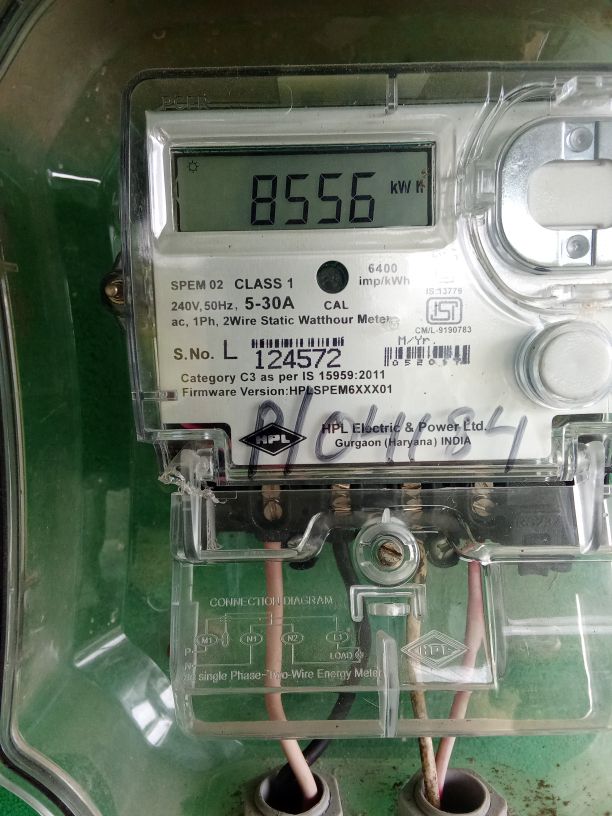 8556 kWh
SPEM 02 CLASS 1
6400
imp/kWh
240V, 50Hz, 5-30A CAL
ac, 1Ph, 2Wire Static Watthour Meter
IS:13779
ISI
CM/L-9190783
S.No. L 124572
M/Yr.
Category C3 as per IS 15959:2011
Firmware Version:HPLSPEM6XXX01
HPL
HPL Electric & Power Ltd.
Gurgaon (Haryana) INDIA
P/041184
CONNECTION DIAGRAM
M1 N1 N2 L1
P
N
LOAD
single Phase-Two-Wire Energy Meter
HPL